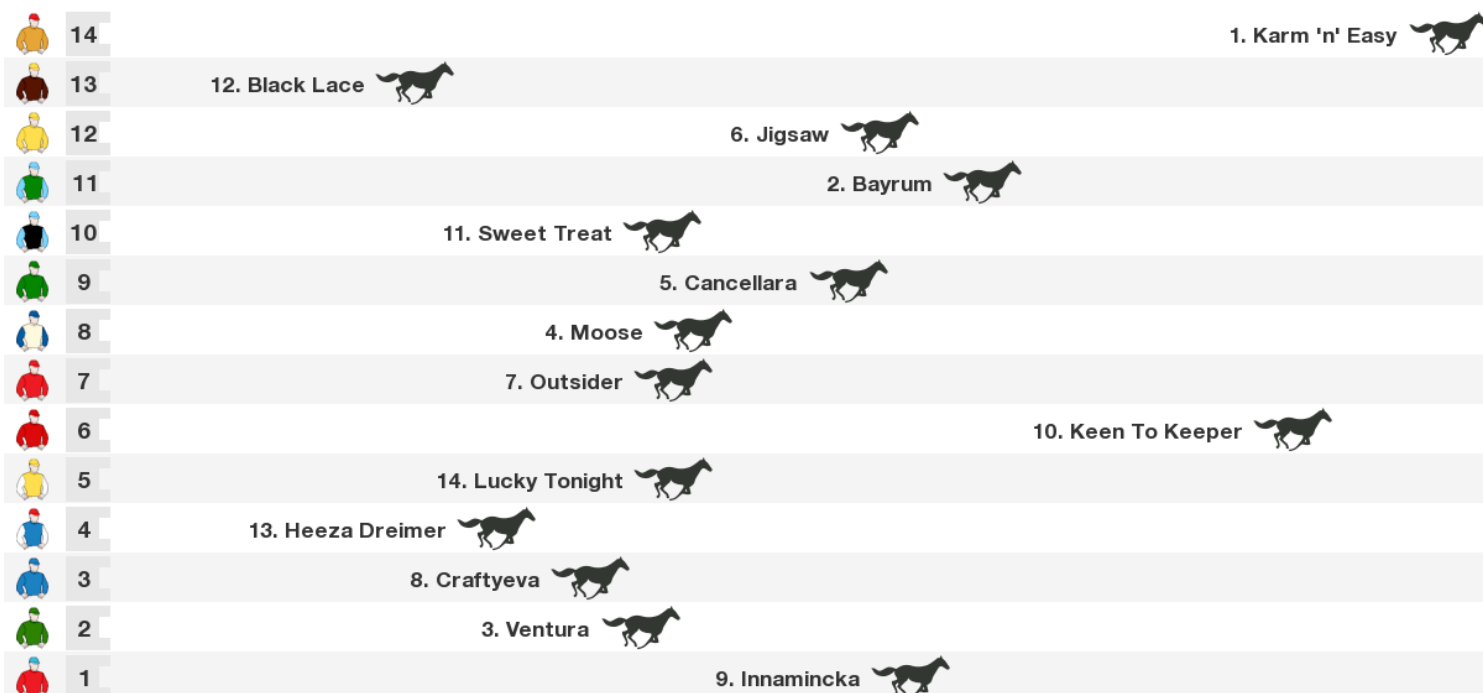 14 1. Karm 'n' Easy
13 12. Black Lace
12 6. Jigsaw
11 2. Bayrum
10 11. Sweet Treat
9 5. Cancellara
8 4. Moose
7 7. Outsider
6 10. Keen To Keeper
5 14. Lucky Tonight
4 13. Heeza Dreimer
3 8. Craftyeva
2 3. Ventura
1 9. Innamincka